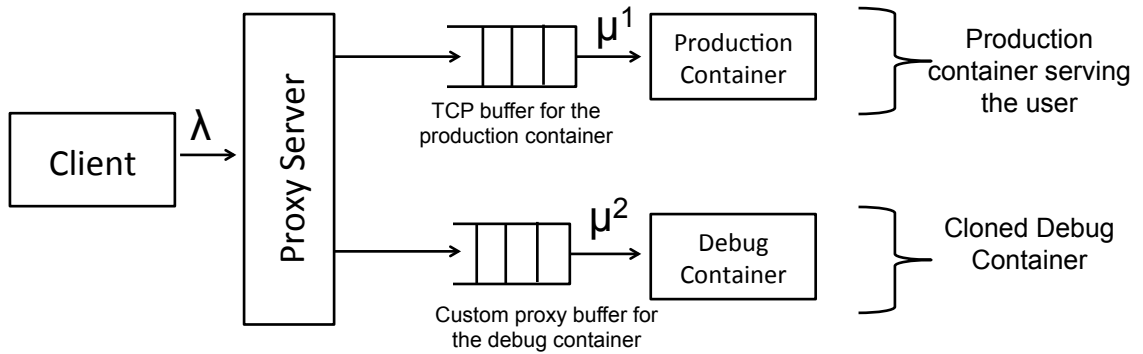 Client
λ
Proxy Server
μ1
Production
Container
TCP buffer for the
production container
Production
container serving
the user
μ2
Debug
Container
Custom proxy buffer for
the debug container
Cloned Debug
Container